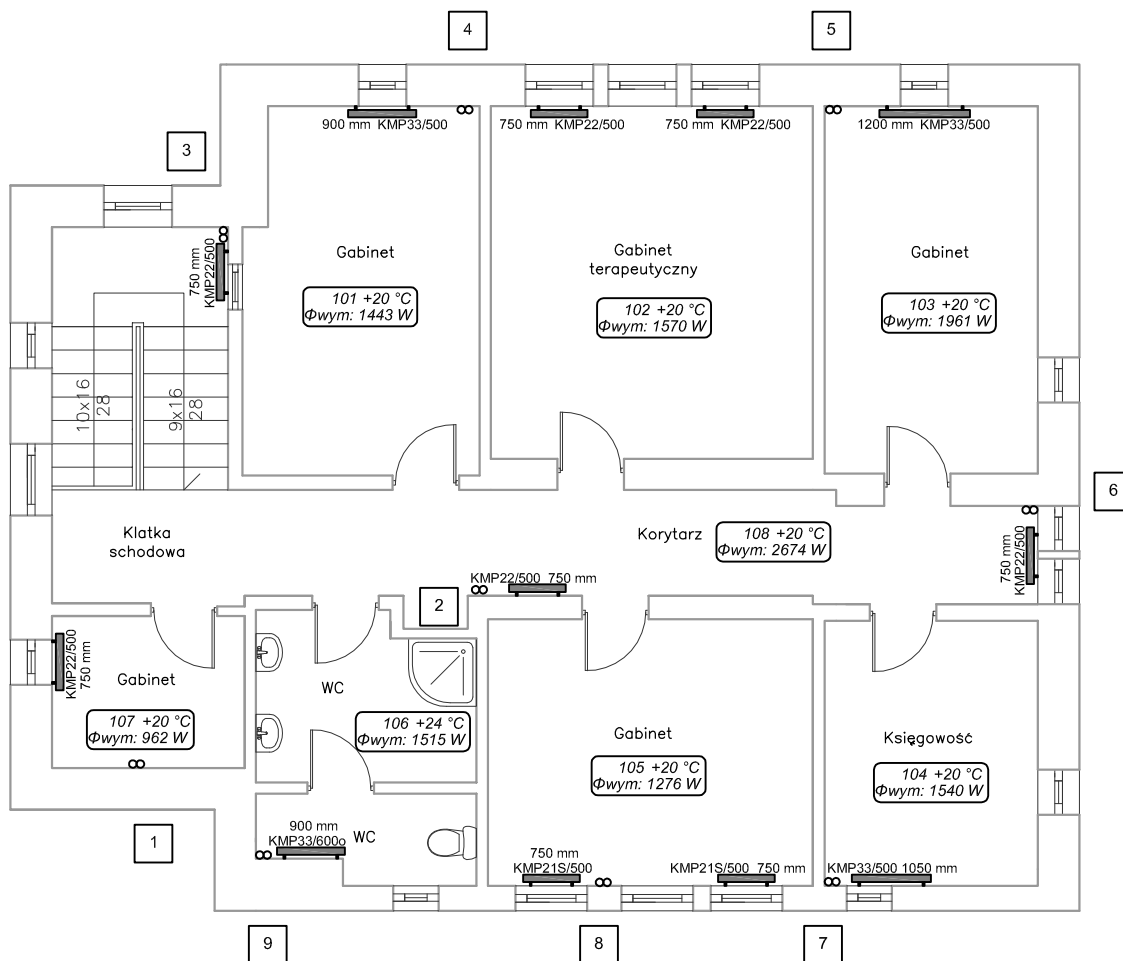 4
5
3
900 mm KMP33/500
750 mm KMP22/500
750 mm KMP22/500
1200 mm KMP33/500
750 mm
KMP22/500
Gabinet
101 +20 °C
Φwym: 1443 W
Gabinet
terapeutyczny
102 +20 °C
Φwym: 1570 W
Gabinet
103 +20 °C
Φwym: 1961 W
10x16
28
9x16
28
6
Klatka
schodowa
Korytarz
108 +20 °C
Φwym: 2674 W
750 mm
KMP22/500
KMP22/500 750 mm
2
KMP22/500
750 mm
Gabinet
107 +20 °C
Φwym: 962 W
WC
106 +24 °C
Φwym: 1515 W
Gabinet
105 +20 °C
Φwym: 1276 W
Księgowość
104 +20 °C
Φwym: 1540 W
1
900 mm
KMP33/600o
WC
750 mm
KMP21S/500
KMP21S/500 750 mm
KMP33/500 1050 mm
9
8
7